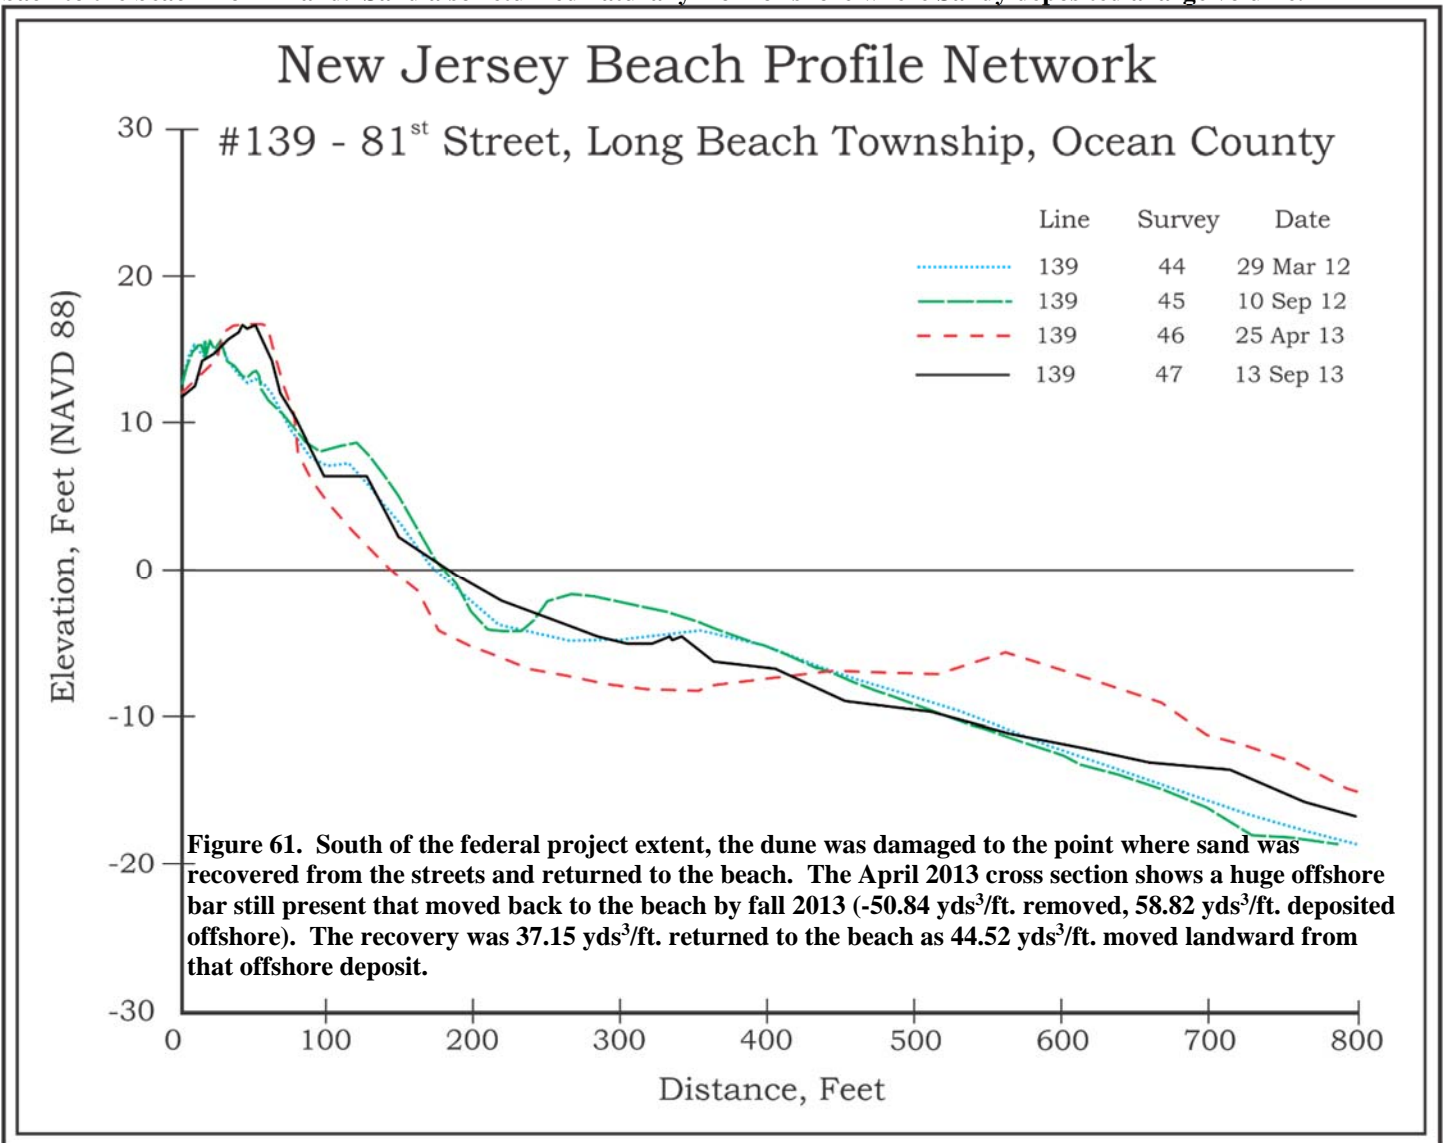 New Jersey Beach Profile Network
#139 - 81st Street, Long Beach Township, Ocean County
Line Survey Date
139 44 29 Mar 12
139 45 10 Sep 12
139 46 25 Apr 13
139 47 13 Sep 13
Elevation, Feet (NAVD 88)
30
20
10
0
-10
-20
-30
Figure 61. South of the federal project extent, the dune was damaged to the point where sand was
recovered from the streets and returned to the beach. The April 2013 cross section shows a huge offshore
bar still present that moved back to the beach by fall 2013 (-50.84 yds3/ft. removed, 58.82 yds3/ft. deposited
offshore). The recovery was 37.15 yds3/ft. returned to the beach as 44.52 yds3/ft. moved landward from
that offshore deposit.
0 100 200 300 400 500 600 700 800
Distance, Feet